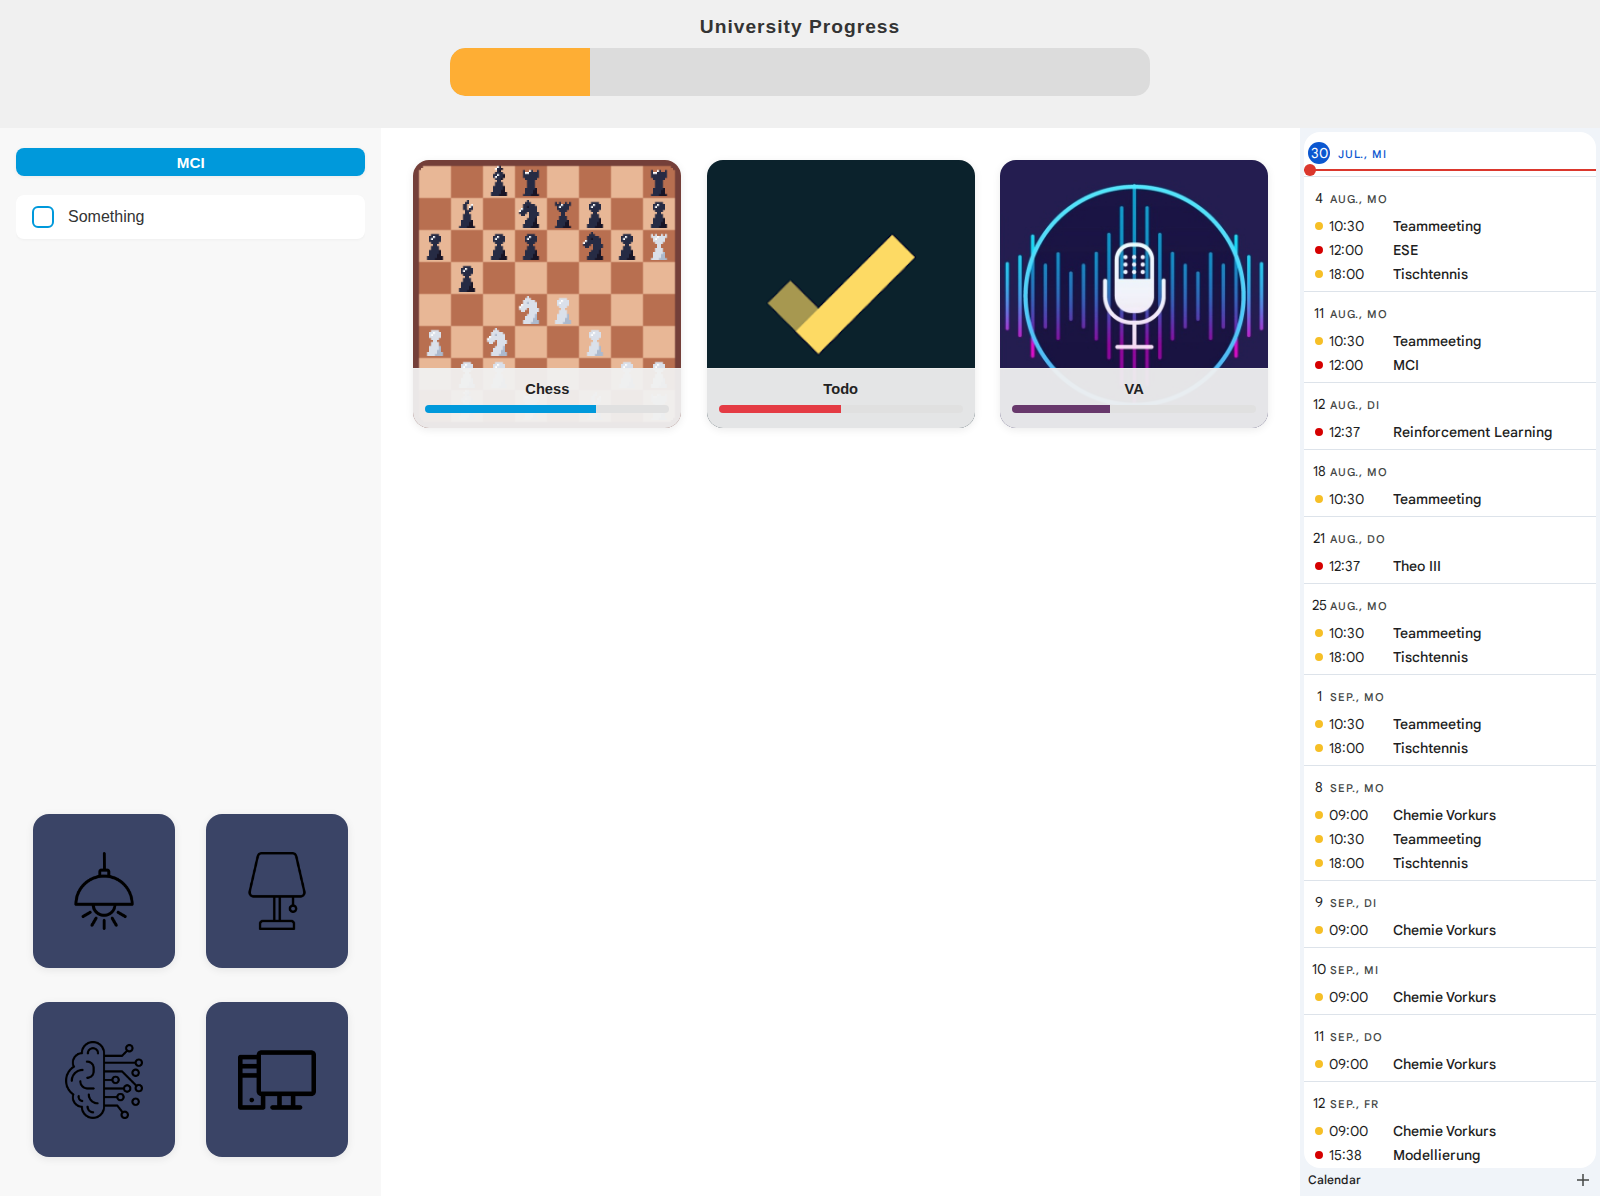 University Progress
MCI
Something
Chess
Todo
VA
30 JUL., MI
4 AUG., MO
10:30 Teammeeting
12:00 ESE
18:00 Tischtennis
11 AUG., MO
10:30 Teammeeting
12:00 MCI
12 AUG., DI
12:37 Reinforcement Learning
18 AUG., MO
10:30 Teammeeting
21 AUG., DO
12:37 Theo III
25 AUG., MO
10:30 Teammeeting
18:00 Tischtennis
1 SEP., MO
10:30 Teammeeting
18:00 Tischtennis
8 SEP., MO
09:00 Chemie Vorkurs
10:30 Teammeeting
18:00 Tischtennis
9 SEP., DI
09:00 Chemie Vorkurs
10 SEP., MI
09:00 Chemie Vorkurs
11 SEP., DO
09:00 Chemie Vorkurs
12 SEP., FR
09:00 Chemie Vorkurs
15:38 Modellierung
Calendar